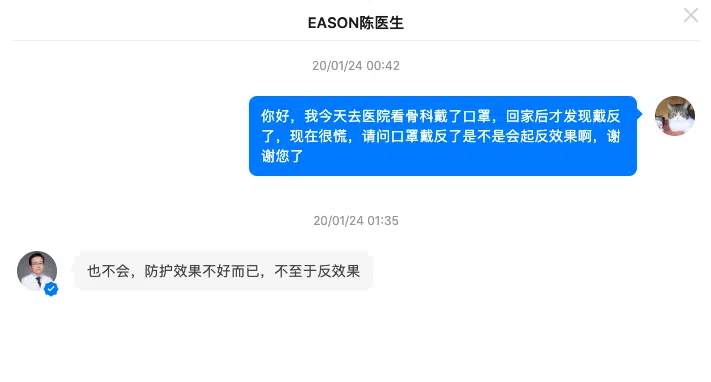 EASON陈医生
20/01/24 00:42
你好，我今天去医院看骨科戴了口罩，回家后才发现戴反
了，现在很慌，请问口罩戴反了是不是会起反效果啊，谢
谢您了
20/01/24 01:35
也不会，防护效果不好而已，不至于反效果